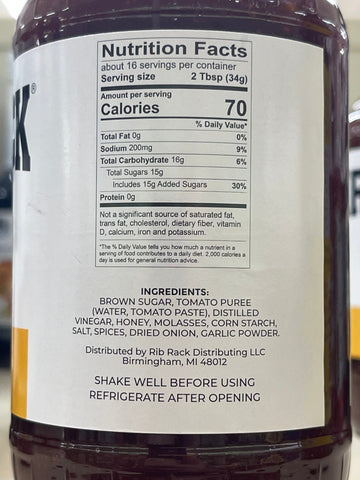 K®
Nutrition Facts
about 16 servings per container
Serving size 2 Tbsp (34g)
Amount per serving
Calories 70
% Daily Value*
Total Fat 0g 0%
Sodium 200mg 9%
Total Carbohydrate 16g 6%
Total Sugars 15g
Includes 15g Added Sugars 30%
Protein 0g
Not a significant source of saturated fat,
trans fat, cholesterol, dietary fiber, vitamin
D, calcium, iron and potassium.
*The % Daily Value tells you how much a nutrient in a
serving of food contributes to a daily diet. 2,000 calories a
day is used for general nutrition advice.
INGREDIENTS:
BROWN SUGAR, TOMATO PUREE
(WATER, TOMATO PASTE), DISTILLED
VINEGAR, HONEY, MOLASSES, CORN STARCH,
SALT, SPICES, DRIED ONION, GARLIC POWDER.
Distributed by Rib Rack Distributing LLC
Birmingham, MI 48012
SHAKE WELL BEFORE USING
REFRIGERATE AFTER OPENING